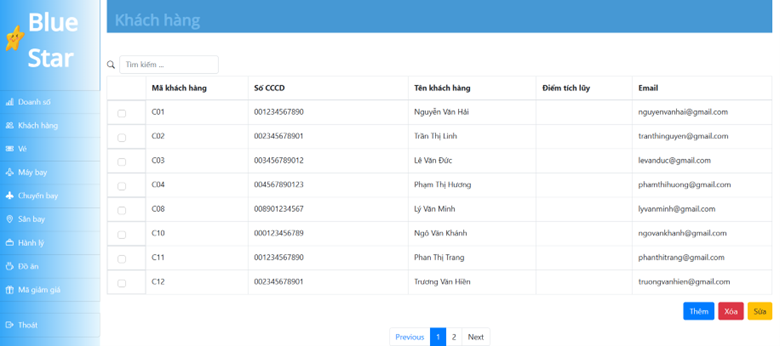 Blue
Star
Doanh số
Khách hàng
Vé
Máy bay
Chuyến bay
Sân bay
Hành lý
Đồ ăn
Mã giảm giá
Thoát
Khách hàng
Tìm kiếm ...
Mã khách hàng Số CCCD Tên khách hàng Điểm tích lũy Email
C01 001234567890 Nguyễn Văn Hải nguyenvanhai@gmail.com
C02 002345678901 Trần Thị Linh tranthinguyen@gmail.com
C03 003456789012 Lê Văn Đức levanduc@gmail.com
C04 004567890123 Phạm Thị Hương phamthihuong@gmail.com
C08 008901234567 Lý Văn Minh lyvanminh@gmail.com
C10 000123456789 Ngô Văn Khánh ngovankhanh@gmail.com
C11 001234567890 Phan Thị Trang phanthitrang@gmail.com
C12 002345678901 Trương Văn Hiền truongvanhien@gmail.com
Thêm Xóa Sửa
Previous 1 2 Next